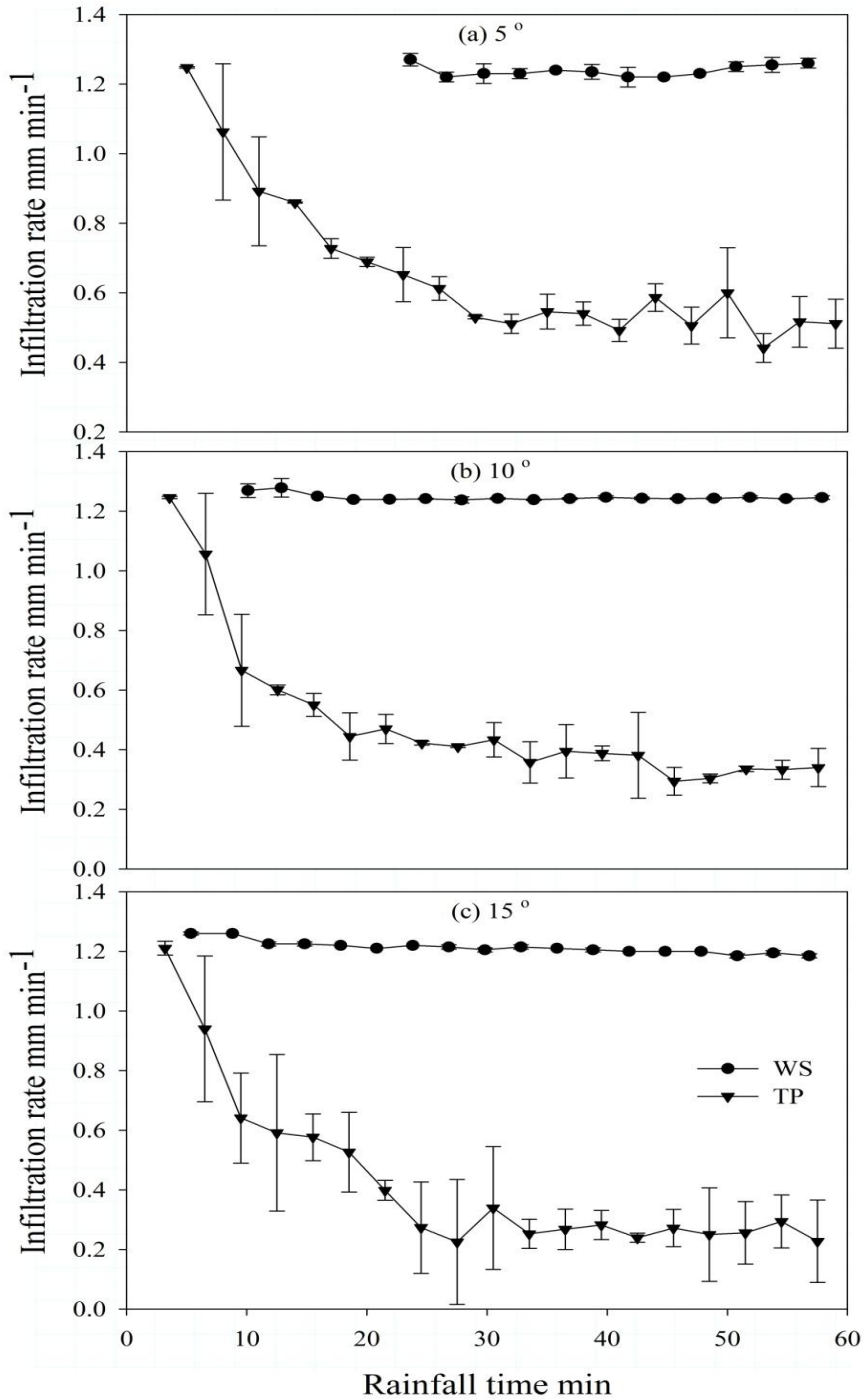 1.4
(a) 5 °
1.2
1.0
0.8
0.6
0.4
0.2
Infiltration rate mm min-1
1.4
(b) 10 °
1.2
1.0
0.8
0.6
0.4
0.2
0.0
Infiltration rate mm min-1
1.4
(c) 15 °
1.2
1.0
0.8
0.6
0.4
0.2
0.0
Infiltration rate mm min-1
WS
TP
0 10 20 30 40 50 60
Rainfall time min